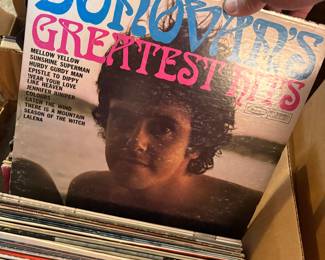 DONOVAN'S
GREATEST HITS
MELLOW YELLOW
SUNSHINE SUPERMAN
HURDY GURDY MAN
EPISTLE TO DIPPY
WEAR YOUR LOVE
LIKE HEAVEN
JENNIFER JUNIPER
COLOURS
CATCH THE WIND
THERE IS A MOUNTAIN
SEASON OF THE WITCH
LALENA